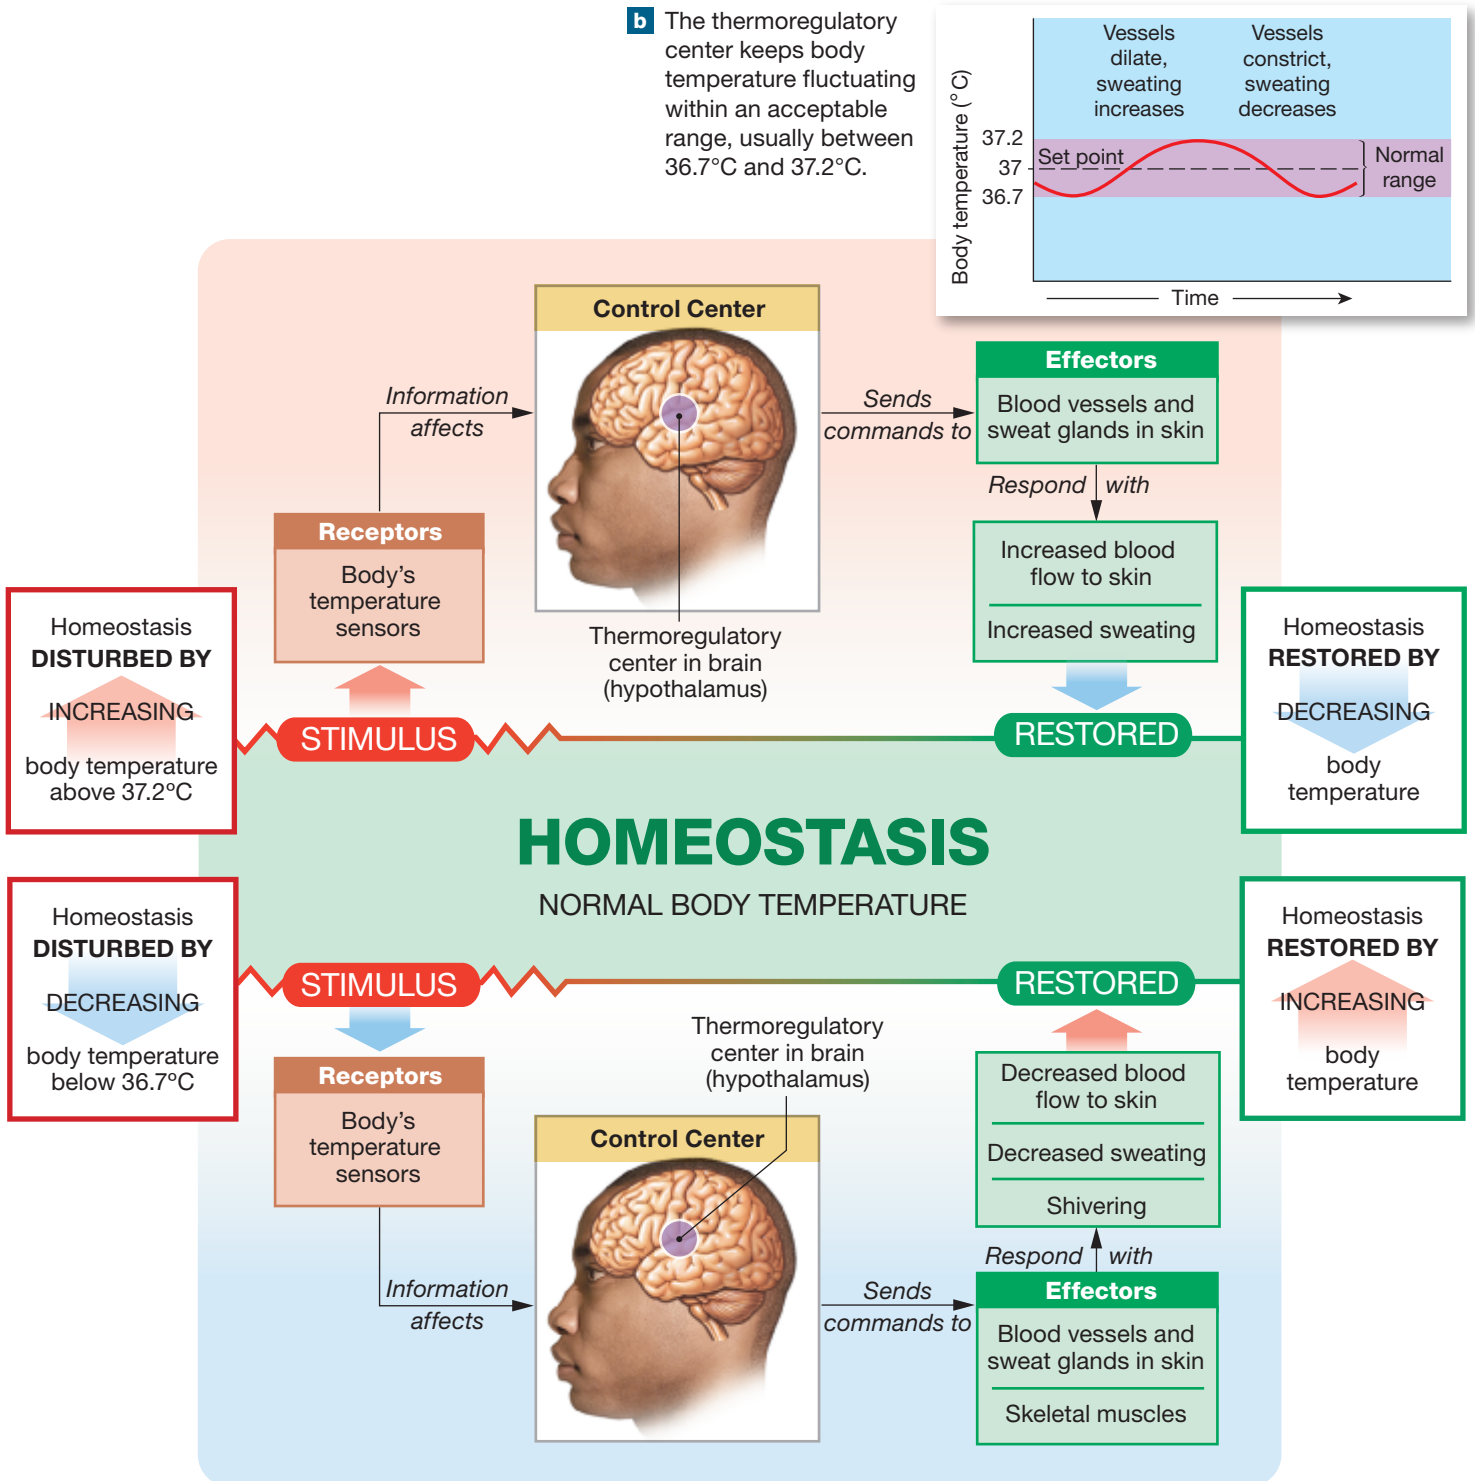 b The thermoregulatory
center keeps body
temperature fluctuating
within an acceptable
range, usually between
36.7°C and 37.2°C.
Body temperature (°C)
Vessels
dilate,
sweating
increases
Vessels
constrict,
sweating
decreases
37.2
37
36.7
Set point
Normal
range
Time
Homeostasis
DISTURBED BY
INCREASING
body temperature
above 37.2ºC
STIMULUS
Receptors
Body's
temperature
sensors
Information
affects
Control Center
Thermoregulatory
center in brain
(hypothalamus)
Sends
commands to
Effectors
Blood vessels and
sweat glands in skin
Respond with
Increased blood
flow to skin
Increased sweating
RESTORED
Homeostasis
RESTORED BY
DECREASING
body
temperature
HOMEOSTASIS
NORMAL BODY TEMPERATURE
Homeostasis
DISTURBED BY
DECREASING
body temperature
below 36.7ºC
STIMULUS
Receptors
Body's
temperature
sensors
Information
affects
Thermoregulatory
center in brain
(hypothalamus)
Control Center
Sends
commands to
Effectors
Blood vessels and
sweat glands in skin
Skeletal muscles
Respond with
Decreased blood
flow to skin
Decreased sweating
Shivering
RESTORED
Homeostasis
RESTORED BY
INCREASING
body
temperature